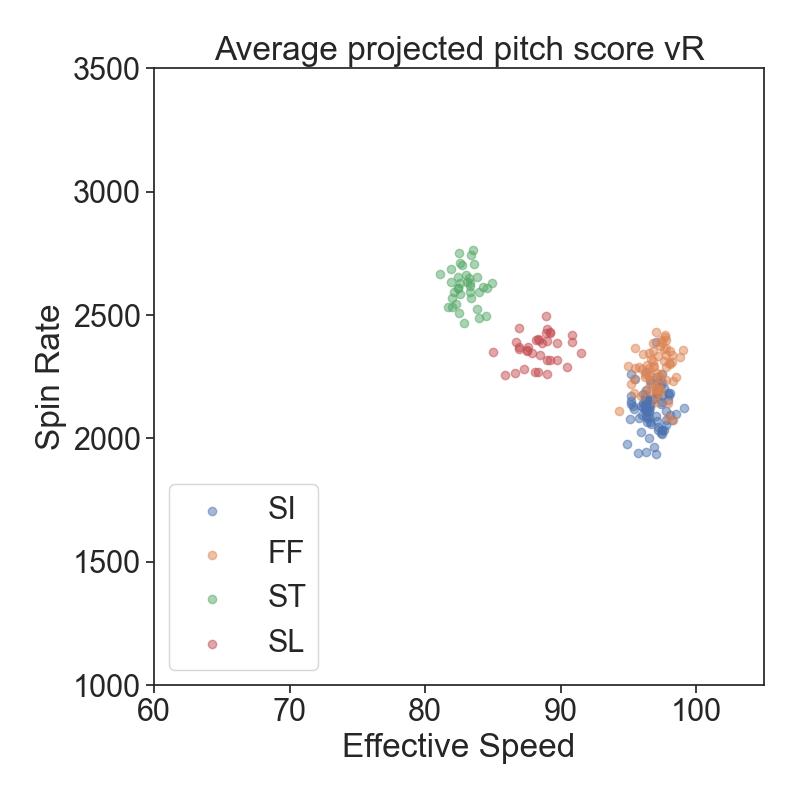 Average projected pitch score vR
3500
3000
2500
2000
1500
1000
Spin Rate
SI
FF
ST
SL
60 70 80 90 100
Effective Speed